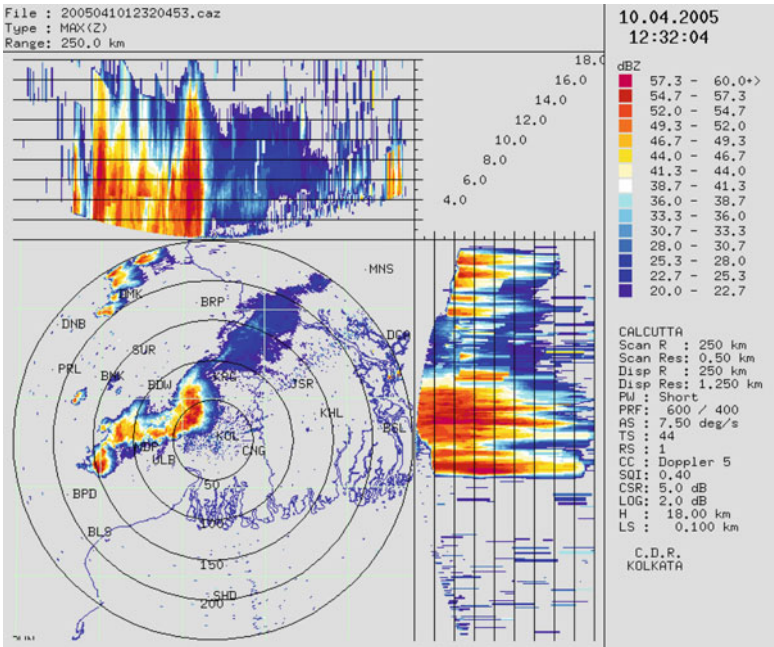 File : 2005041012320453.caz
Type : MAX(Z)
Range: 250.0 km
18.0
16.0
14.0
12.0
10.0
8.0
6.0
4.0
MNS
DMK
BRP
DNB
DGA
SUR
PRL
BNK
BDW
JSR
KHL
BSL
KOL
CNG
ULB
50
BPD
100
BLS
150
SHD
200
10.04.2005
12:32:04
dBZ
57.3 - 60.0+>
54.7 - 57.3
52.0 - 54.7
49.3 - 52.0
46.7 - 49.3
44.0 - 46.7
41.3 - 44.0
38.7 - 41.3
36.0 - 38.7
33.3 - 36.0
30.7 - 33.3
28.0 - 30.7
25.3 - 28.0
22.7 - 25.3
20.0 - 22.7
CALCUTTA
Scan R : 250 km
Scan Res: 0.50 km
Disp R : 250 km
Disp Res: 1.250 km
PW : Short
PRF: 600 / 400
AS : 7.50 deg/s
TS : 44
RS : 1
CC : Doppler 5
SQI: 0.40
CSR: 5.0 dB
LOG: 2.0 dB
H : 18.00 km
LS : 0.100 km
C.D.R.
KOLKATA